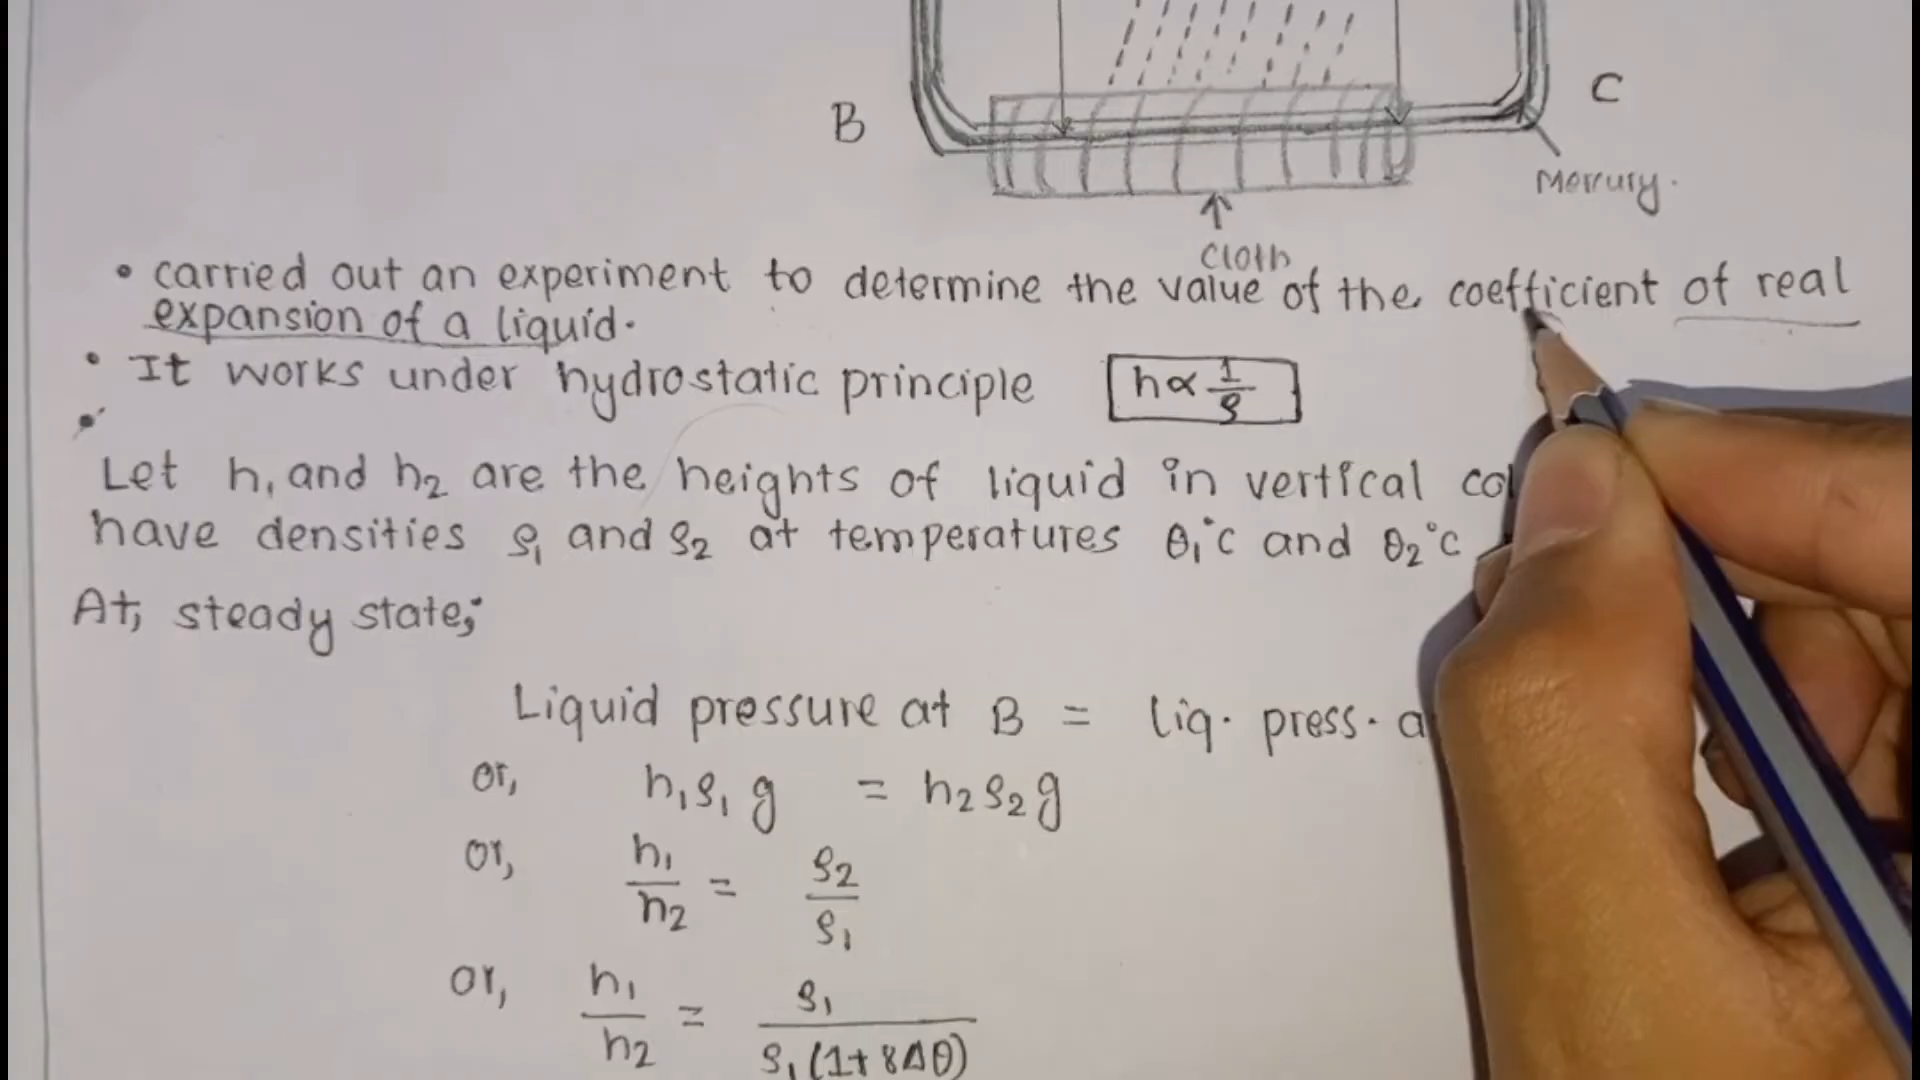 B
C
Mercury.
Cloth
• carried out an experiment to determine the value of the coefficient of real
expansion of a liquid.
• It works under hydrostatic principle h ∝ 1/ρ
Let h₁ and h₂ are the heights of liquid in vertical
have densities ρ₁ and ρ₂ at temperatures θ₁°C and θ₂°C
At, steady state;
Liquid pressure at B = liq. press.
or, h₁ρ₁g = h₂ρ₂g
or, h₁/h₂ = ρ₂/ρ₁
or, h₁/h₂ = ρ₁/ρ₁(1+γΔθ)